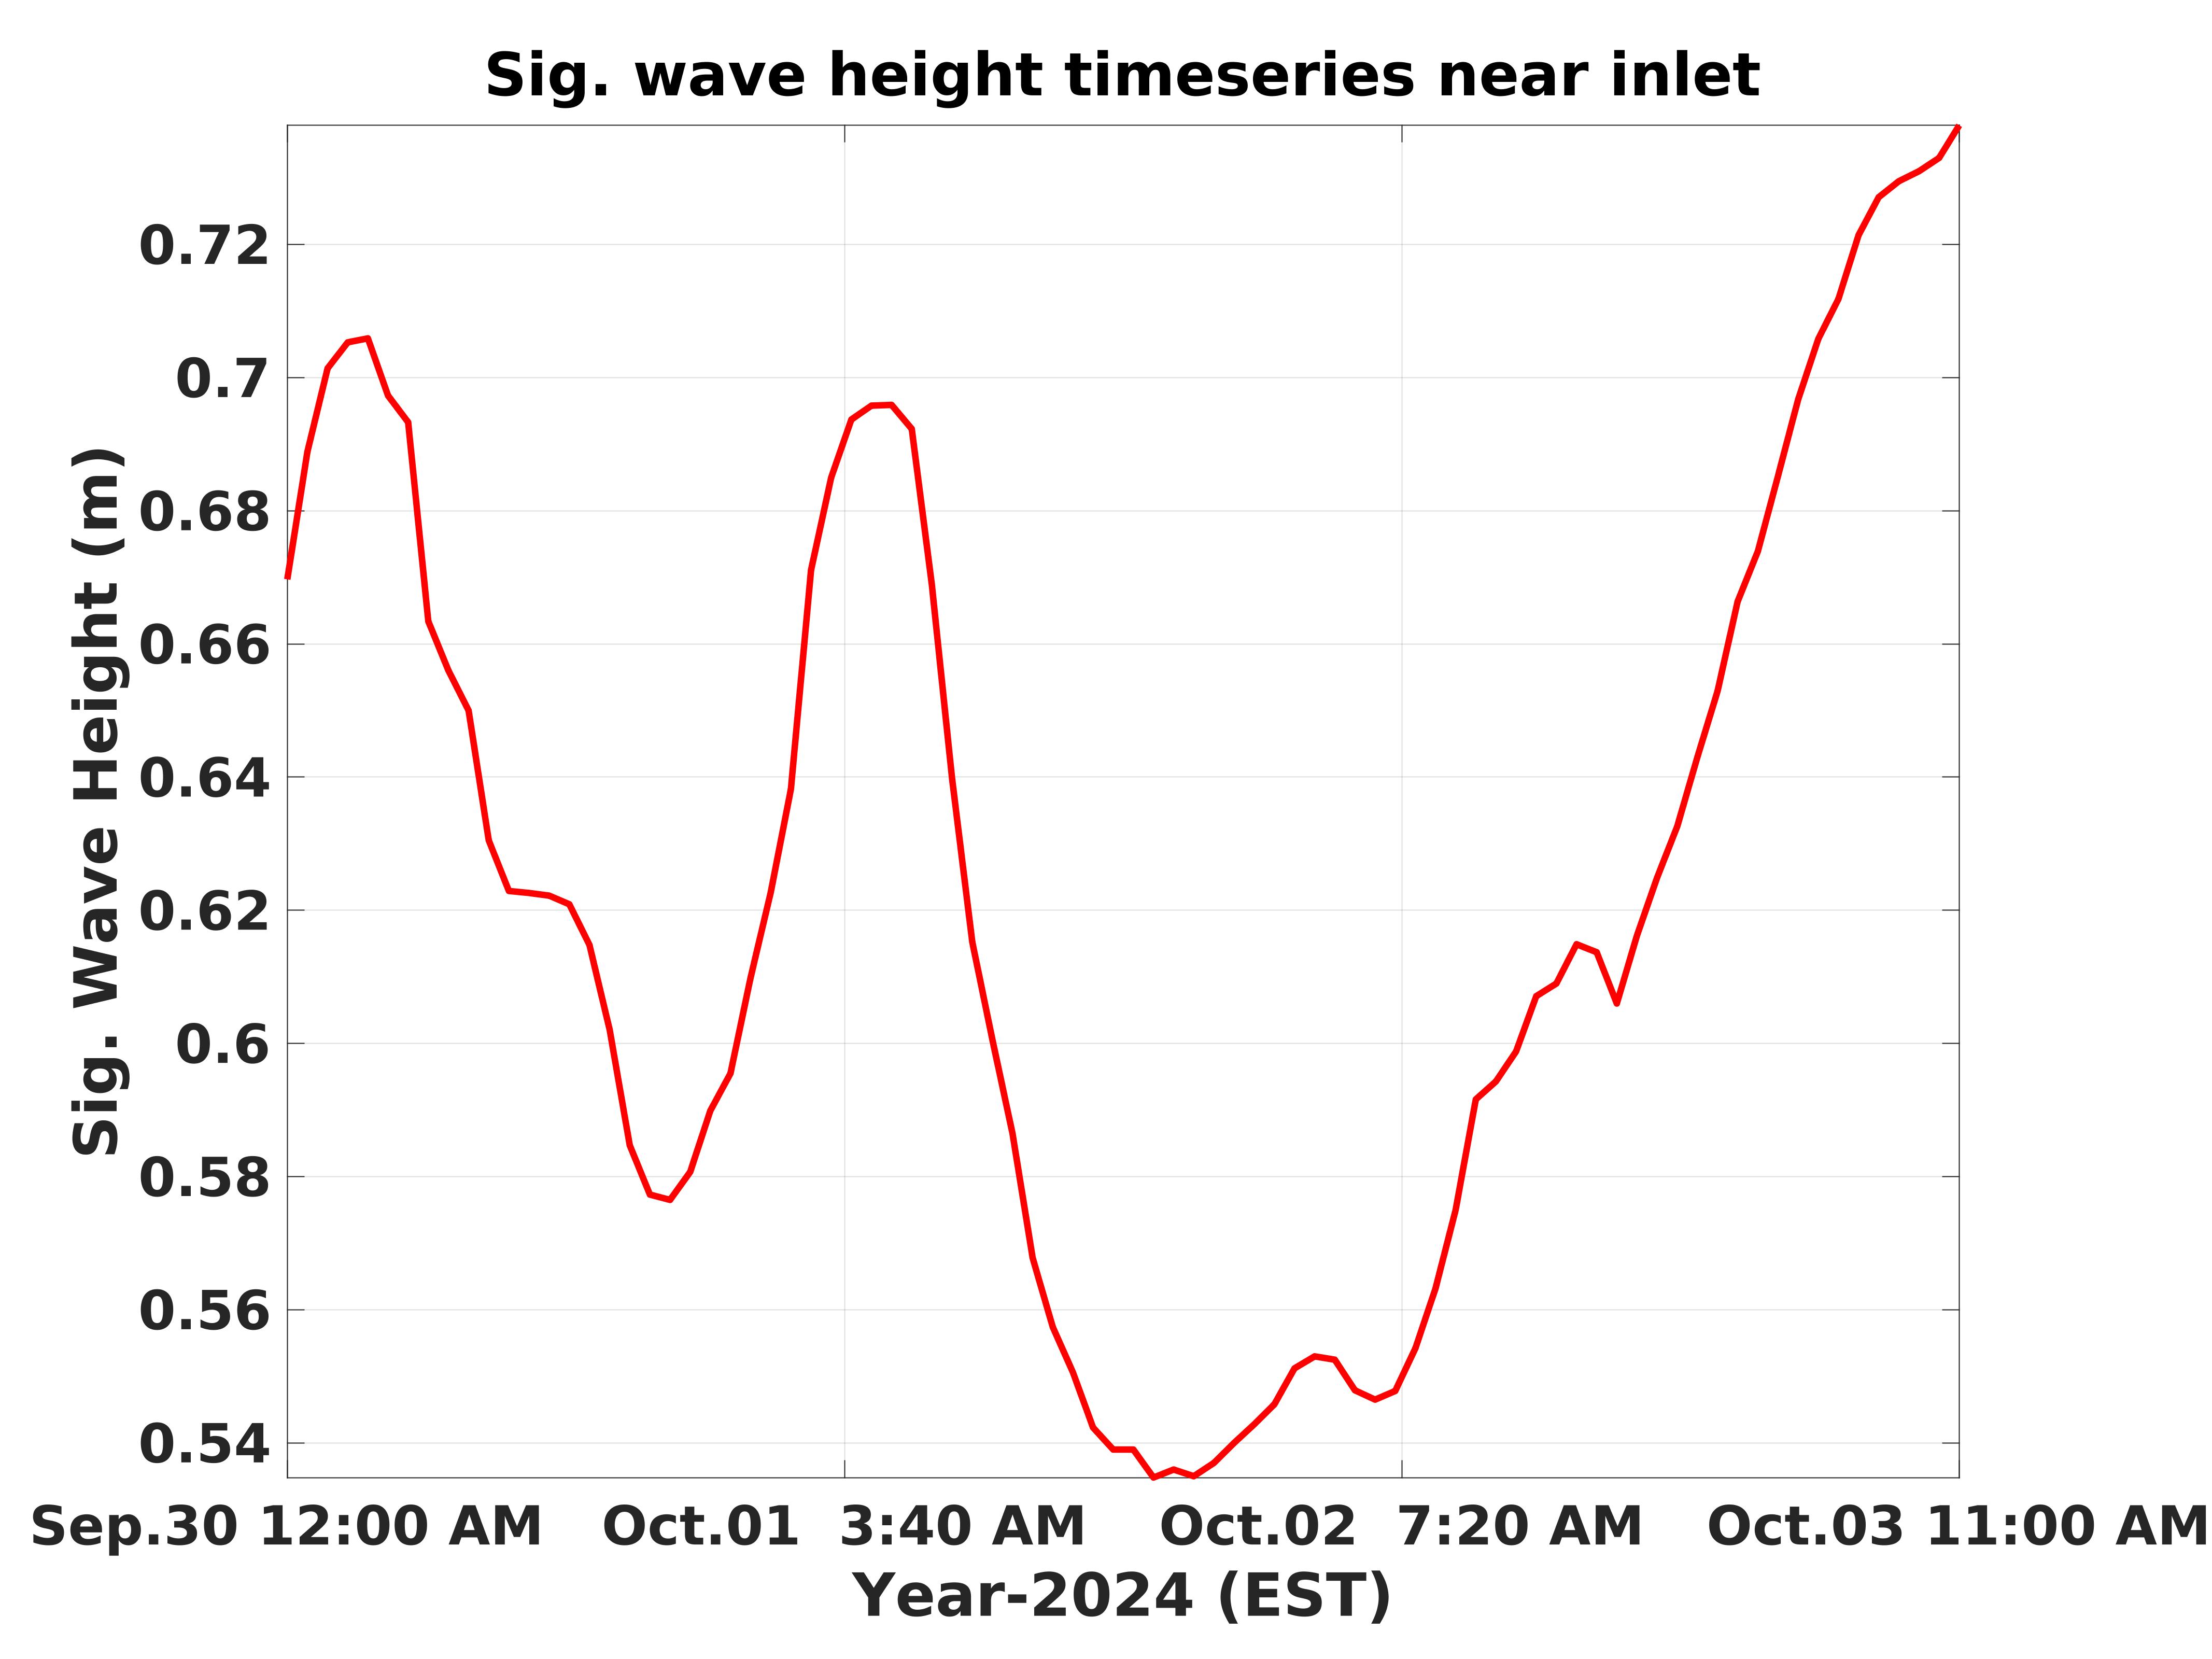 Sig. wave height timeseries near inlet
Sig. Wave Height (m)
0.72
0.7
0.68
0.66
0.64
0.62
0.6
0.58
0.56
0.54
Sep.30 12:00 AM
Oct.01 3:40 AM
Oct.02 7:20 AM
Oct.03 11:00 AM
Year-2024 (EST)